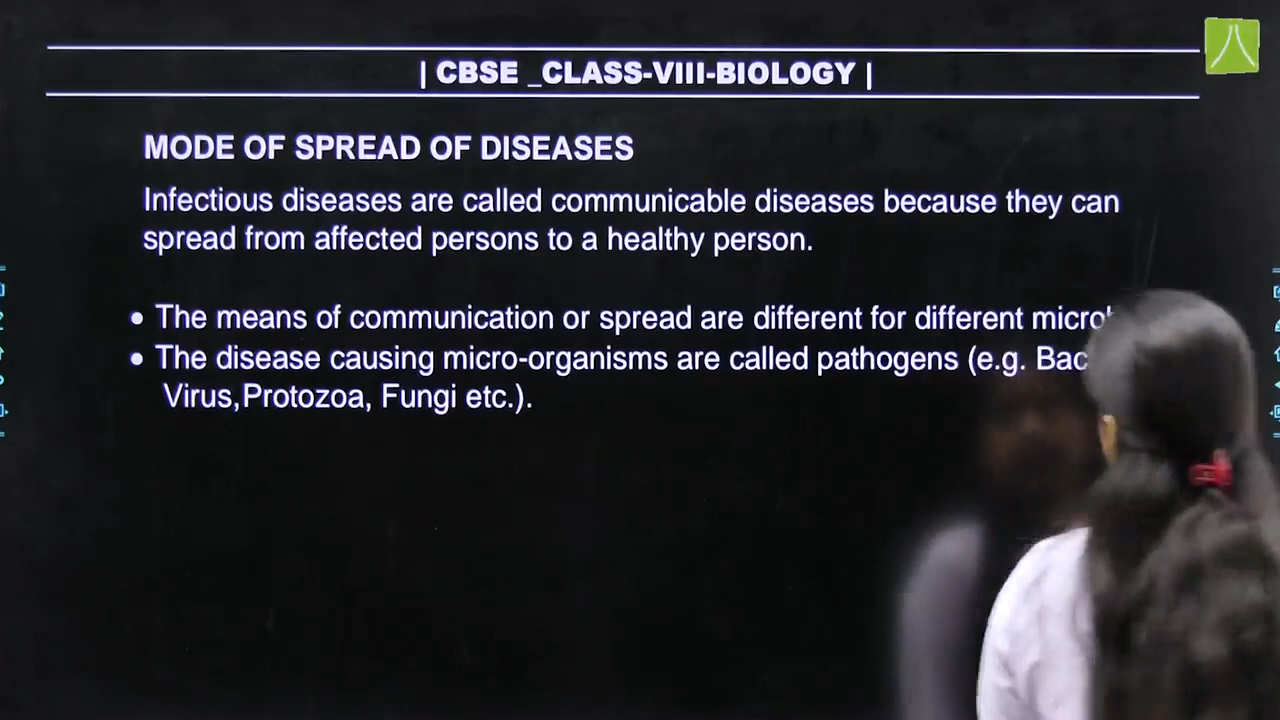 | CBSE _CLASS-VIII-BIOLOGY |
MODE OF SPREAD OF DISEASES
Infectious diseases are called communicable diseases because they can
spread from affected persons to a healthy person.
• The means of communication or spread are different for different
• The disease causing micro-organisms are called pathogens (e.g.
Virus,Protozoa, Fungi etc.).